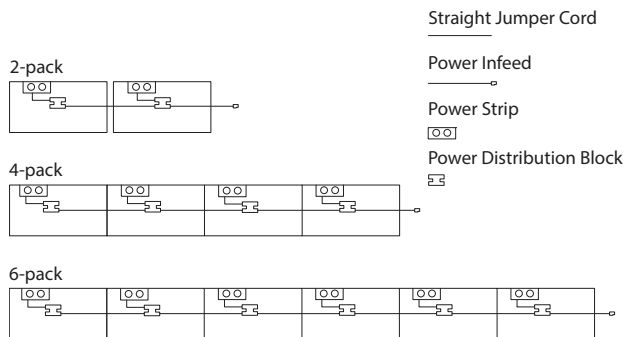 Straight Jumper Cord
2-pack
Power Infeed
Power Strip
Power Distribution Block
4-pack
6-pack